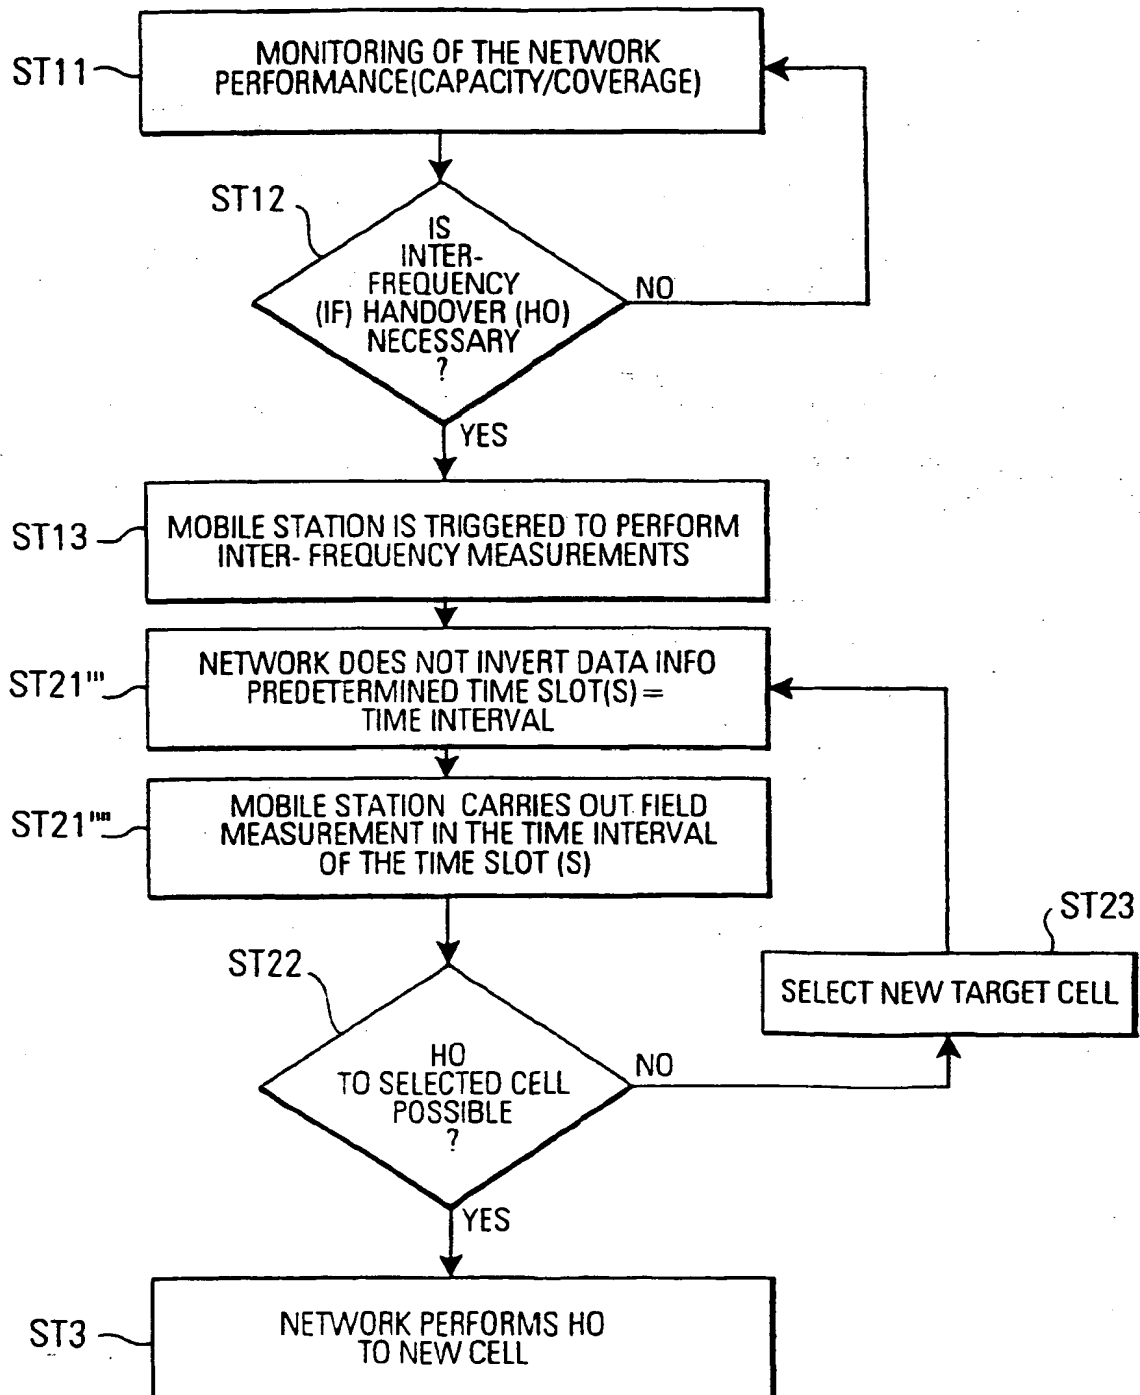 ST11
MONITORING OF THE NETWORK
PERFORMANCE(CAPACITY/COVERAGE)
ST12
IS
INTER-
FREQUENCY
(IF) HANDOVER (HO)
NECESSARY
?
NO
YES
ST13
MOBILE STATION IS TRIGGERED TO PERFORM
INTER- FREQUENCY MEASUREMENTS
ST21'''
NETWORK DOES NOT INVERT DATA INFO
PREDETERMINED TIME SLOT(S) =
TIME INTERVAL
ST21''''
MOBILE STATION CARRIES OUT FIELD
MEASUREMENT IN THE TIME INTERVAL
OF THE TIME SLOT (S)
ST23
SELECT NEW TARGET CELL
ST22
HO
TO SELECTED CELL
POSSIBLE
?
NO
YES
ST3
NETWORK PERFORMS HO
TO NEW CELL